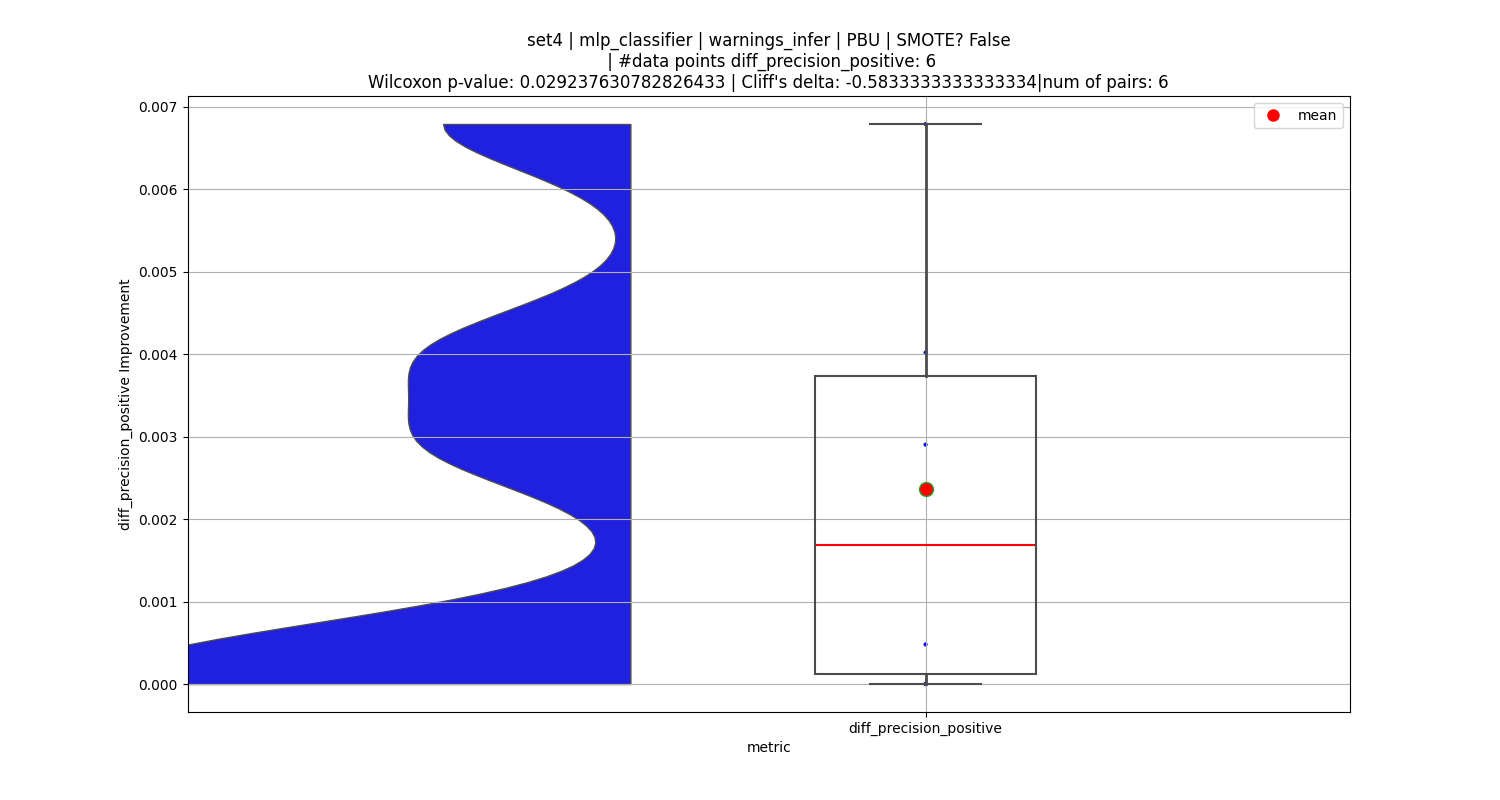 set4 | mlp_classifier | warnings_infer | PBU | SMOTE? False
| #data points diff_precision_positive: 6
Wilcoxon p-value: 0.029237630782826433 | Cliff's delta: -0.5833333333333334|num of pairs: 6
mean
0.007
0.006
0.005
0.004
0.003
0.002
0.001
0.000
diff_precision_positive Improvement
diff_precision_positive
metric